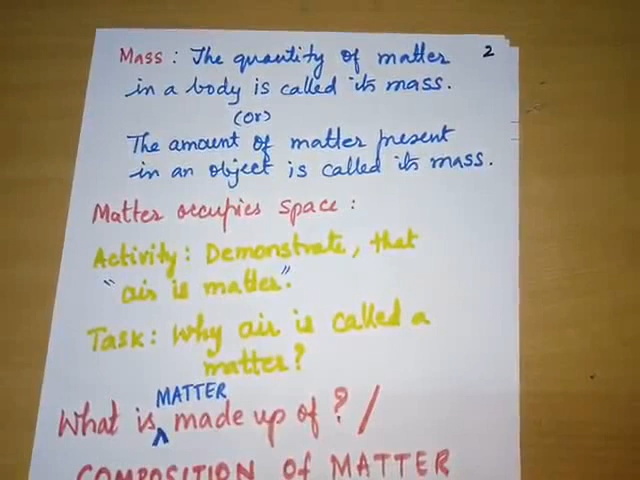 Mass : The quantity of matter 2
in a body is called its mass.
(or)
The amount of matter present
in an object is called its mass.
Matter occupies space :
Activity : Demonstrate, that
"air is matter".
Task : Why air is called a
matter?
MATTER
What is ^ made up of ? /
COMPOSITION of MATTER